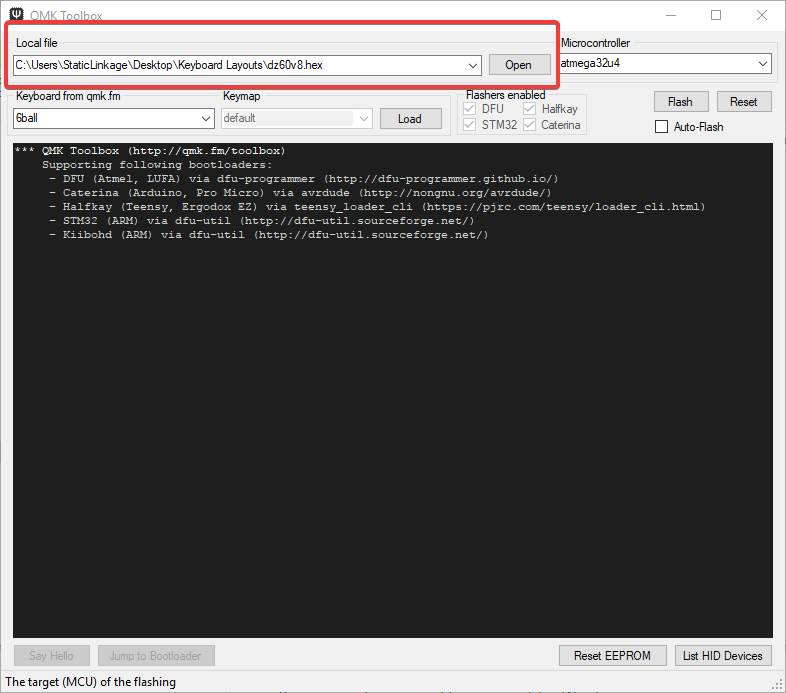 QMK Toolbox
Local file
C:\Users\StaticLinkage\Desktop\Keyboard Layouts\dz60v8.hex
Open
Microcontroller
atmega32u4
Keyboard from qmk.fm
6ball
Keymap
default
Load
Flashers enabled
DFU
Halfkay
STM32
Caterina
Flash
Reset
Auto-Flash
*** QMK Toolbox (http://qmk.fm/toolbox)
Supporting following bootloaders:
- DFU (Atmel, LUFA) via dfu-programmer (http://dfu-programmer.github.io/)
- Caterina (Arduino, Pro Micro) via avrdude (http://nongnu.org/avrdude/)
- Halfkay (Teensy, Ergodox EZ) via teensy_loader_cli (https://pjrc.com/teensy/loader_cli.html)
- STM32 (ARM) via dfu-util (http://dfu-util.sourceforge.net/)
- Kiibohd (ARM) via dfu-util (http://dfu-util.sourceforge.net/)
Say Hello
Jump to Bootloader
Reset EEPROM
List HID Devices
The target (MCU) of the flashing